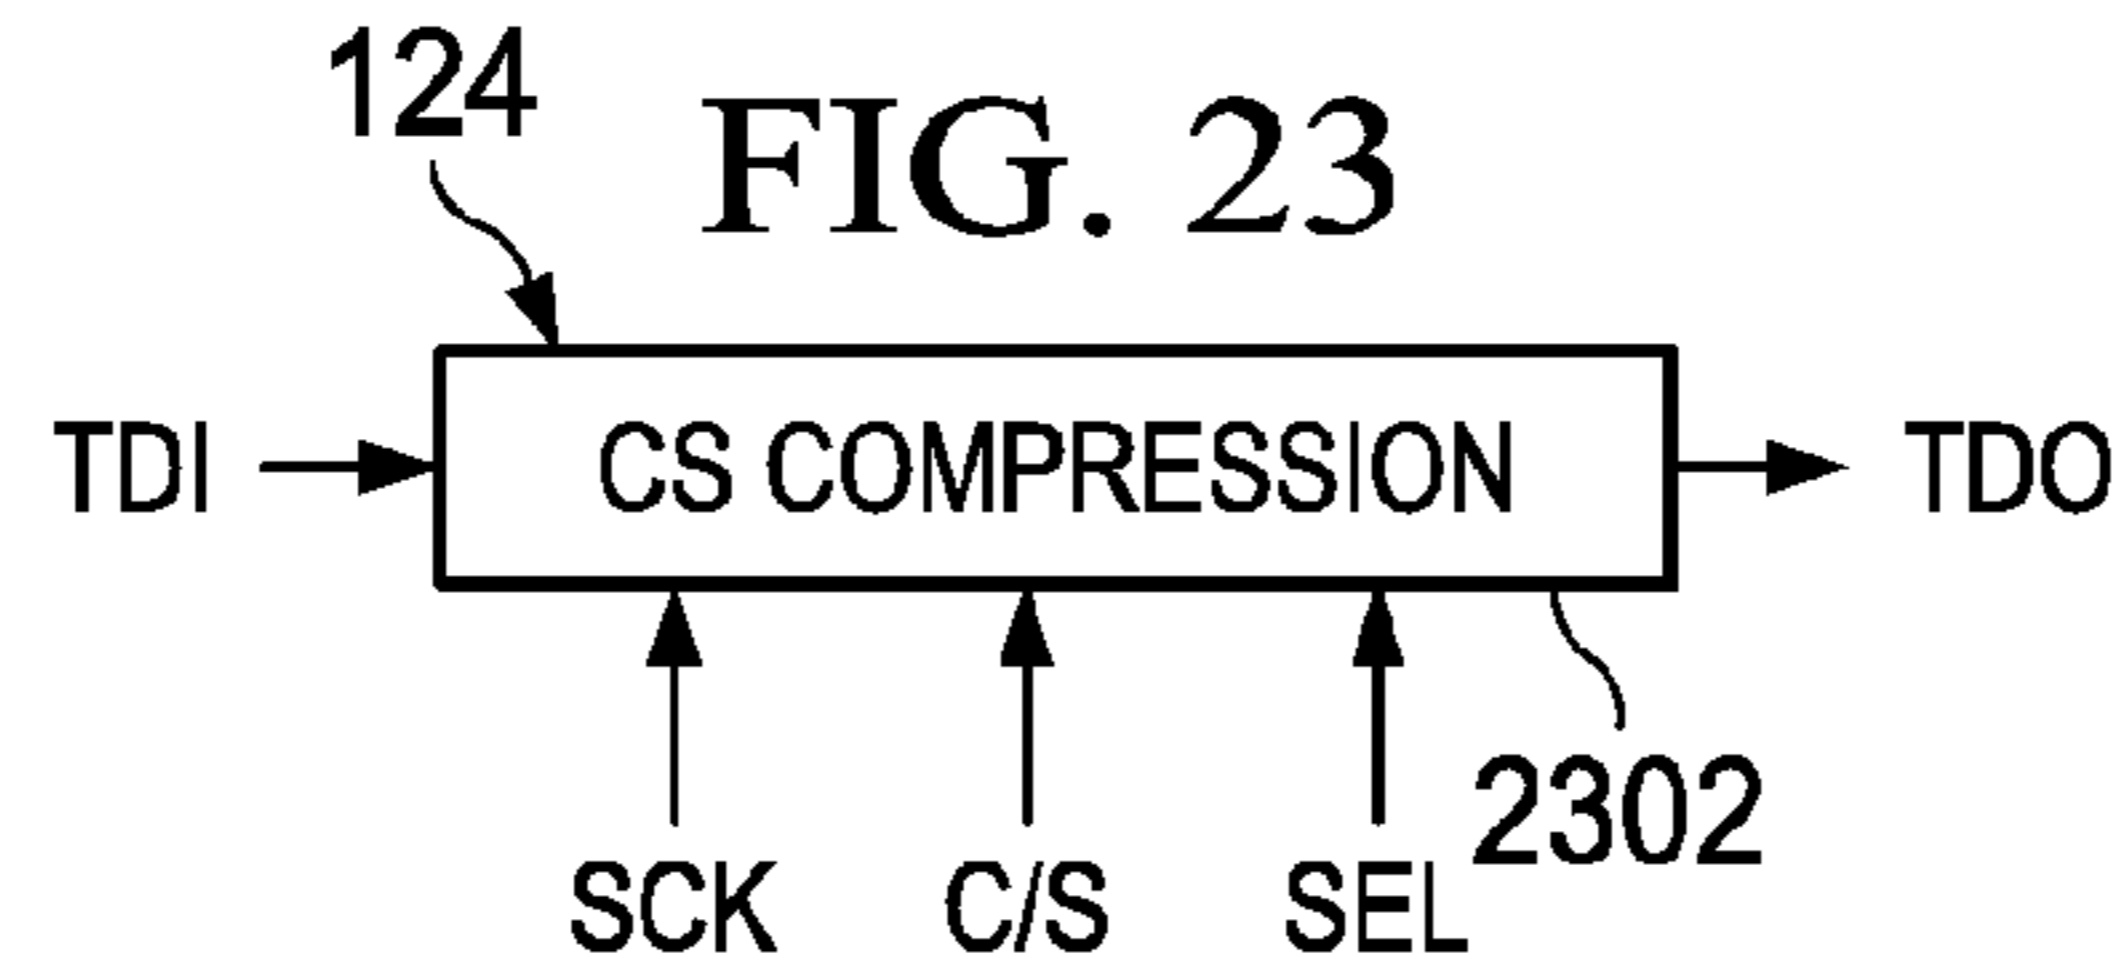 124
FIG. 23
TDI
CS COMPRESSION
TDO
SCK
C/S
SEL
2302